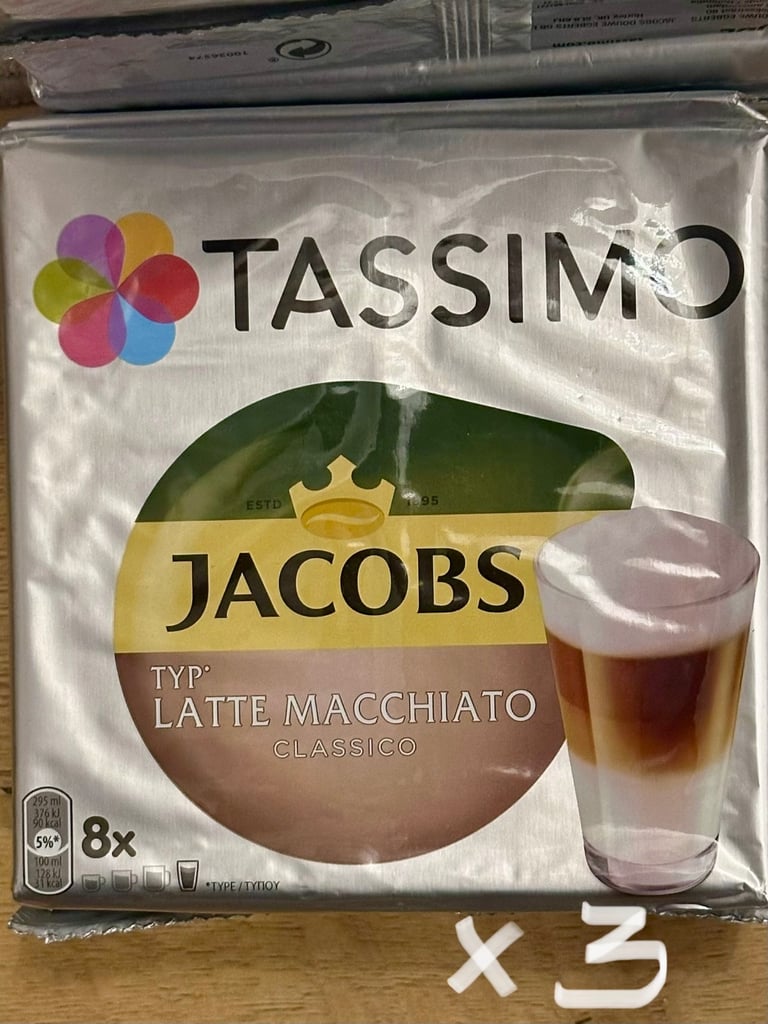 10036574
TASSIMO
ESTD 1895
JACOBS
TYP*
LATTE MACCHIATO
CLASSICO
295 ml
376 kJ
90 kcal
5%*
100 ml
128 kJ
31 kcal
8x
*TYPE / ΤΥΠΟΥ
x 3